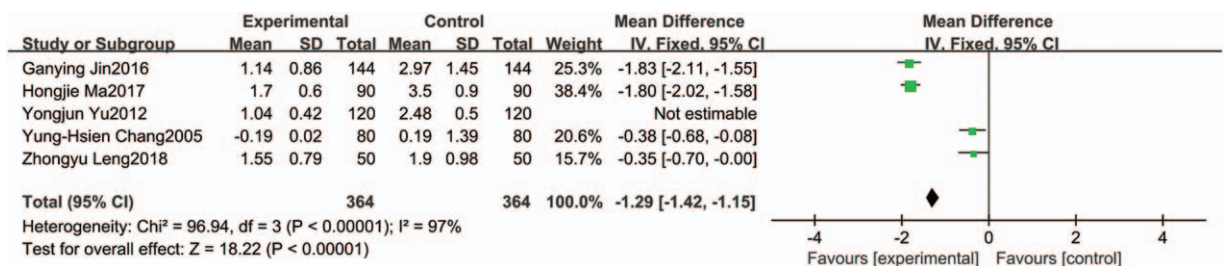 Experimental Control Mean Difference Mean Difference
Study or Subgroup Mean SD Total Mean SD Total Weight IV, Fixed, 95% CI IV, Fixed, 95% CI
Ganying Jin2016 1.14 0.86 144 2.97 1.45 144 25.3% -1.83 [-2.11, -1.55]
Hongjie Ma2017 1.7 0.6 90 3.5 0.9 90 38.4% -1.80 [-2.02, -1.58]
Yongjun Yu2012 1.04 0.42 120 2.48 0.5 120 Not estimable
Yung-Hsien Chang2005 -0.19 0.02 80 0.19 1.39 80 20.6% -0.38 [-0.68, -0.08]
Zhongyu Leng2018 1.55 0.79 50 1.9 0.98 50 15.7% -0.35 [-0.70, -0.00]
Total (95% CI) 364 364 100.0% -1.29 [-1.42, -1.15]
Heterogeneity: Chi² = 96.94, df = 3 (P < 0.00001); I² = 97%
Test for overall effect: Z = 18.22 (P < 0.00001)
-4 -2 0 2 4
Favours [experimental] Favours [control]